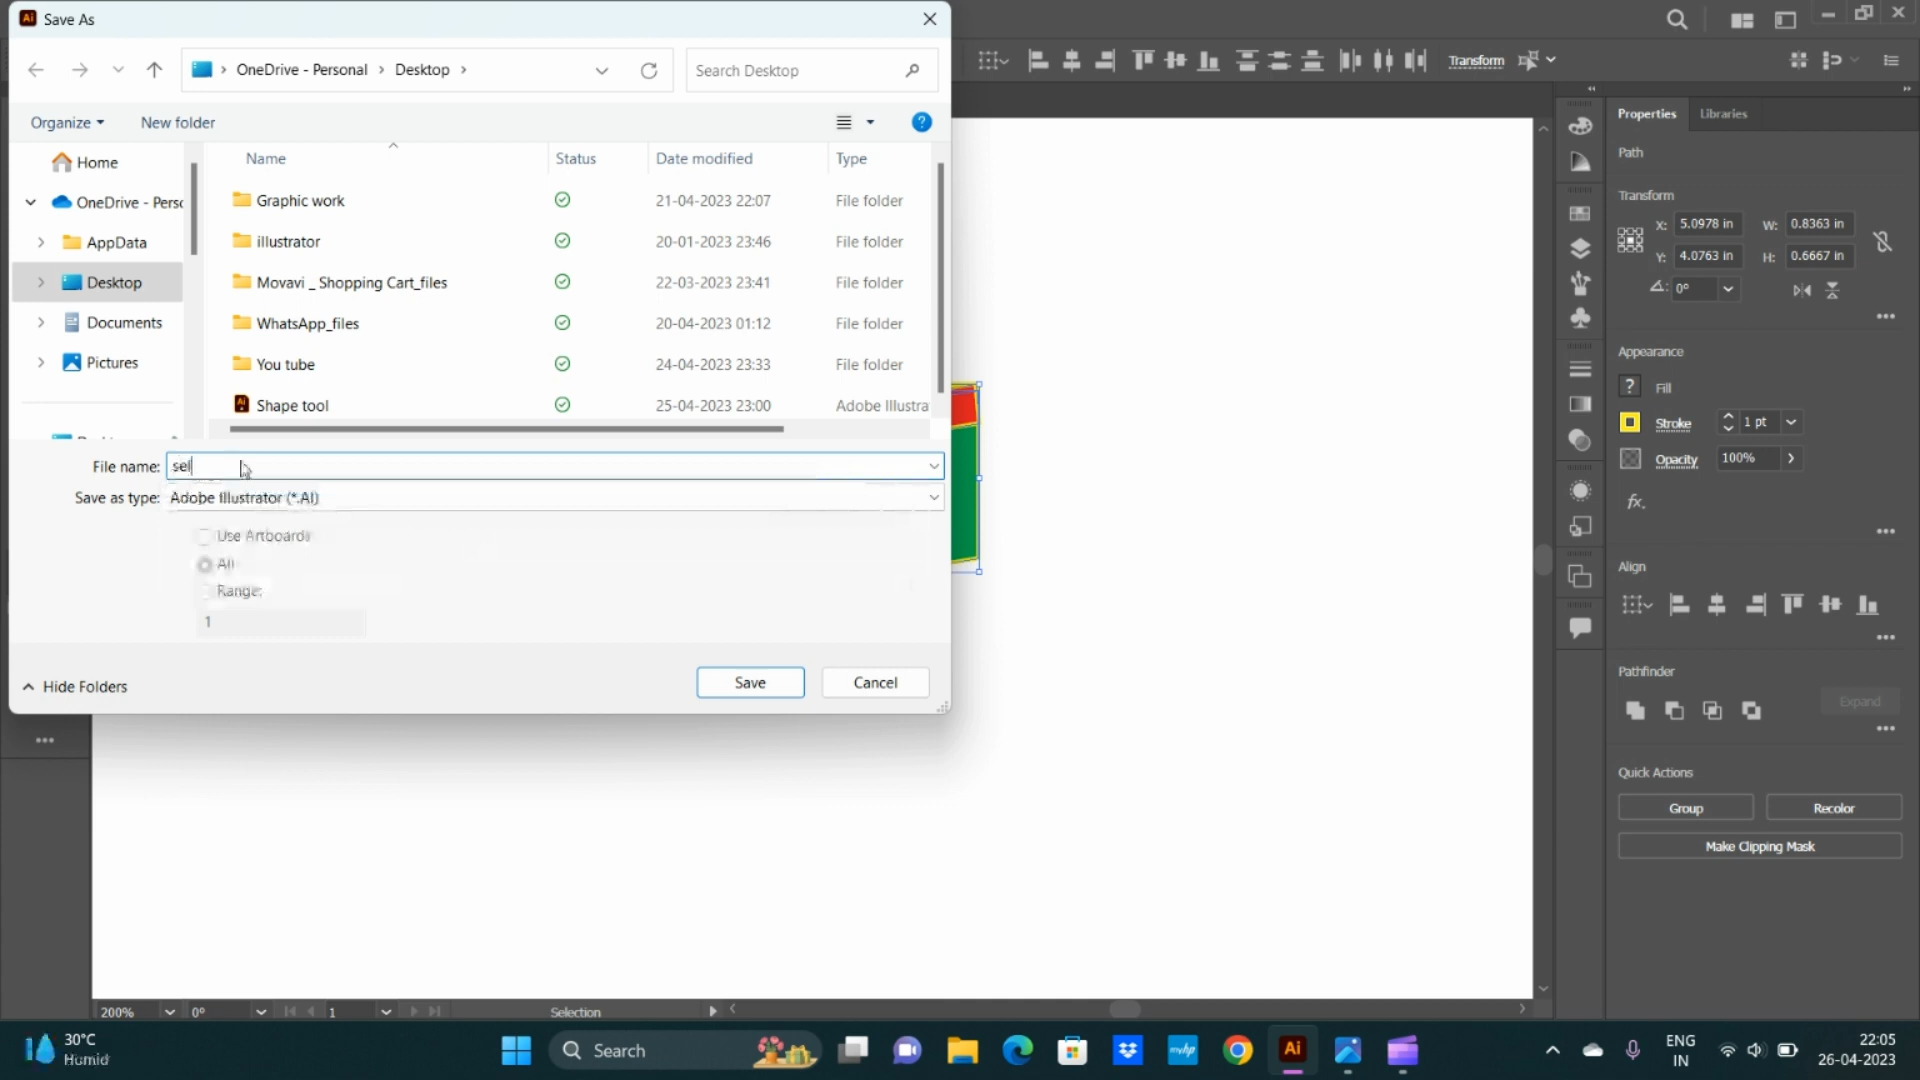 Ai Save As
OneDrive - Personal Desktop
Search Desktop
Organize New folder
?
Home
OneDrive - Perso
AppData
Desktop
Documents
Pictures
Name Status Date modified Type
Graphic work 21-04-2023 22:07 File folder
illustrator 20-01-2023 23:46 File folder
Movavi _ Shopping Cart_files 22-03-2023 23:41 File folder
WhatsApp_files 20-04-2023 01:12 File folder
You tube 24-04-2023 23:33 File folder
Shape tool 25-04-2023 23:00 Adobe Illustra
File name: sel
Save as type: Adobe Illustrator (*.AI)
Use Artboards
All
Range:
1
Hide Folders
Save Cancel
Transform
Properties Libraries
Path
Transform
X: 5.0978 in W: 0.8363 in
Y: 4.0763 in H: 0.6667 in
0°
Appearance
? Fill
Stroke 1 pt
Opacity 100%
fx.
Align
Pathfinder
Expand
Quick Actions
Group Recolor
Make Clipping Mask
200% 0° 1 Selection
30°C
Humid
Search
myhp
Ai
ENG
IN
22:05
26-04-2023